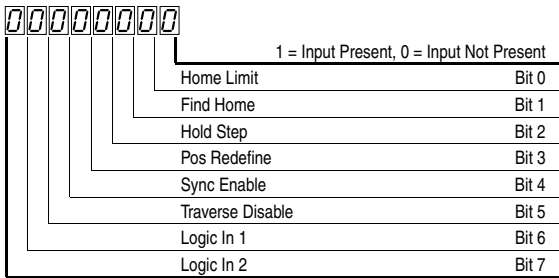 00000000
1 = Input Present, 0 = Input Not Present
Home Limit Bit 0
Find Home Bit 1
Hold Step Bit 2
Pos Redefine Bit 3
Sync Enable Bit 4
Traverse Disable Bit 5
Logic In 1 Bit 6
Logic In 2 Bit 7